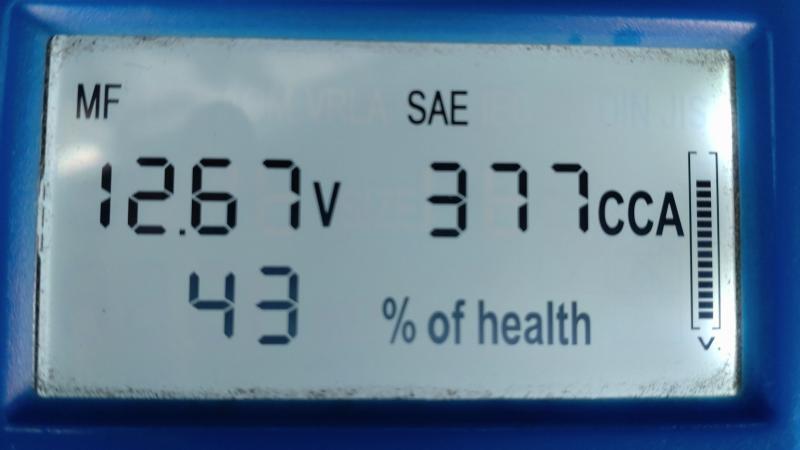 MF SAE
12.67V 377CCA
43 % of health